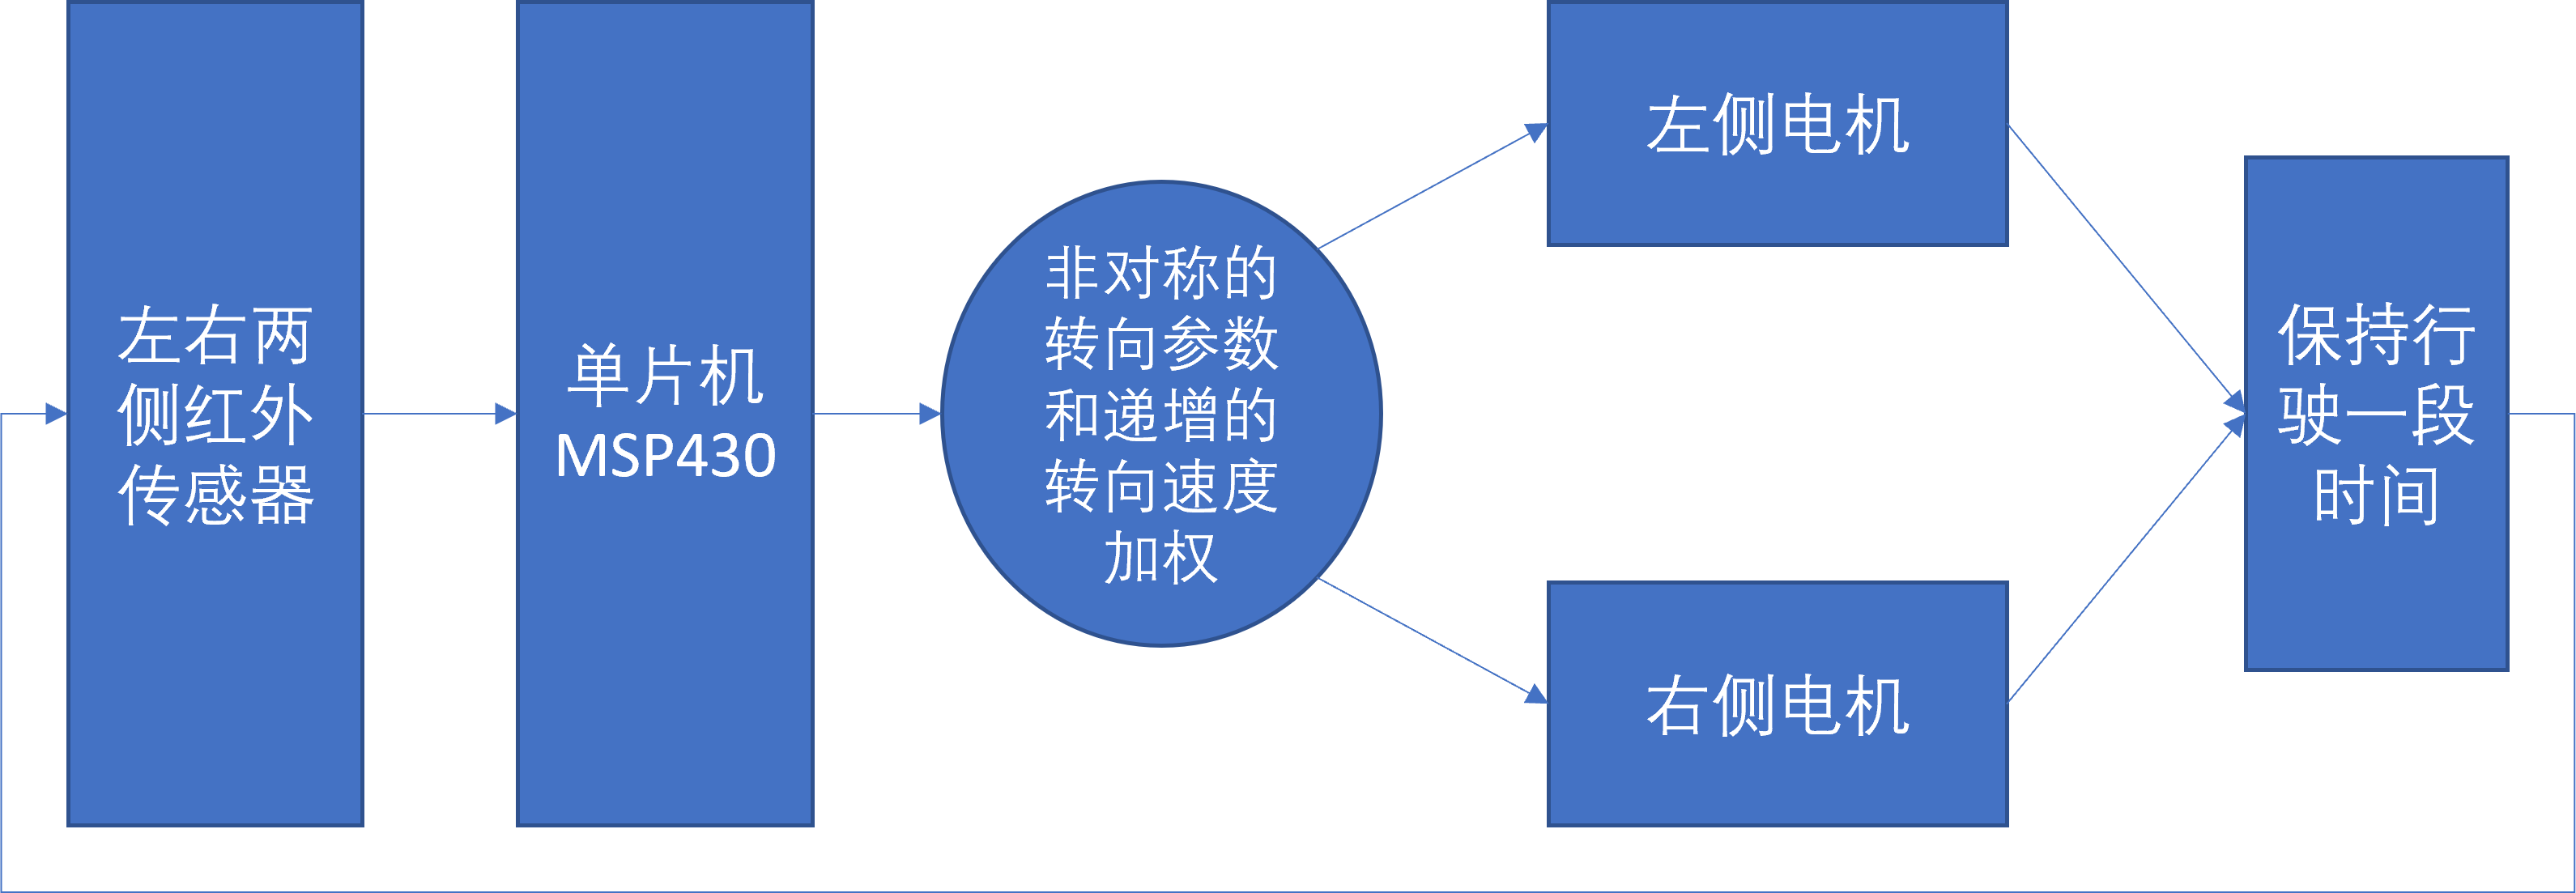 左右两
侧红外
传感器
单片机
MSP430
非对称的
转向参数
和递增的
转向速度
加权
左侧电机
右侧电机
保持行
驶一段
时间